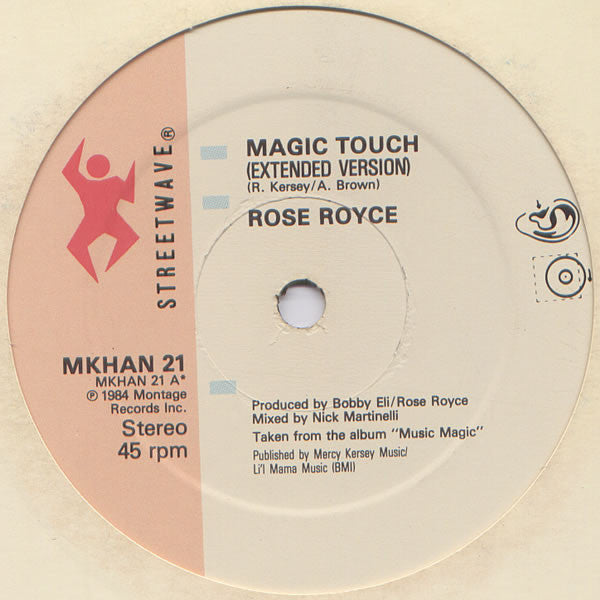 STREETWAVE®
MAGIC TOUCH
(EXTENDED VERSION)
(R. Kersey/A. Brown)
ROSE ROYCE
MKHAN 21
MKHAN 21 A*
℗ 1984 Montage
Records Inc.
Stereo
45 rpm
Produced by Bobby Eli/Rose Royce
Mixed by Nick Martinelli
Taken from the album "Music Magic"
Published by Mercy Kersey Music/
Li'l Mama Music (BMI)